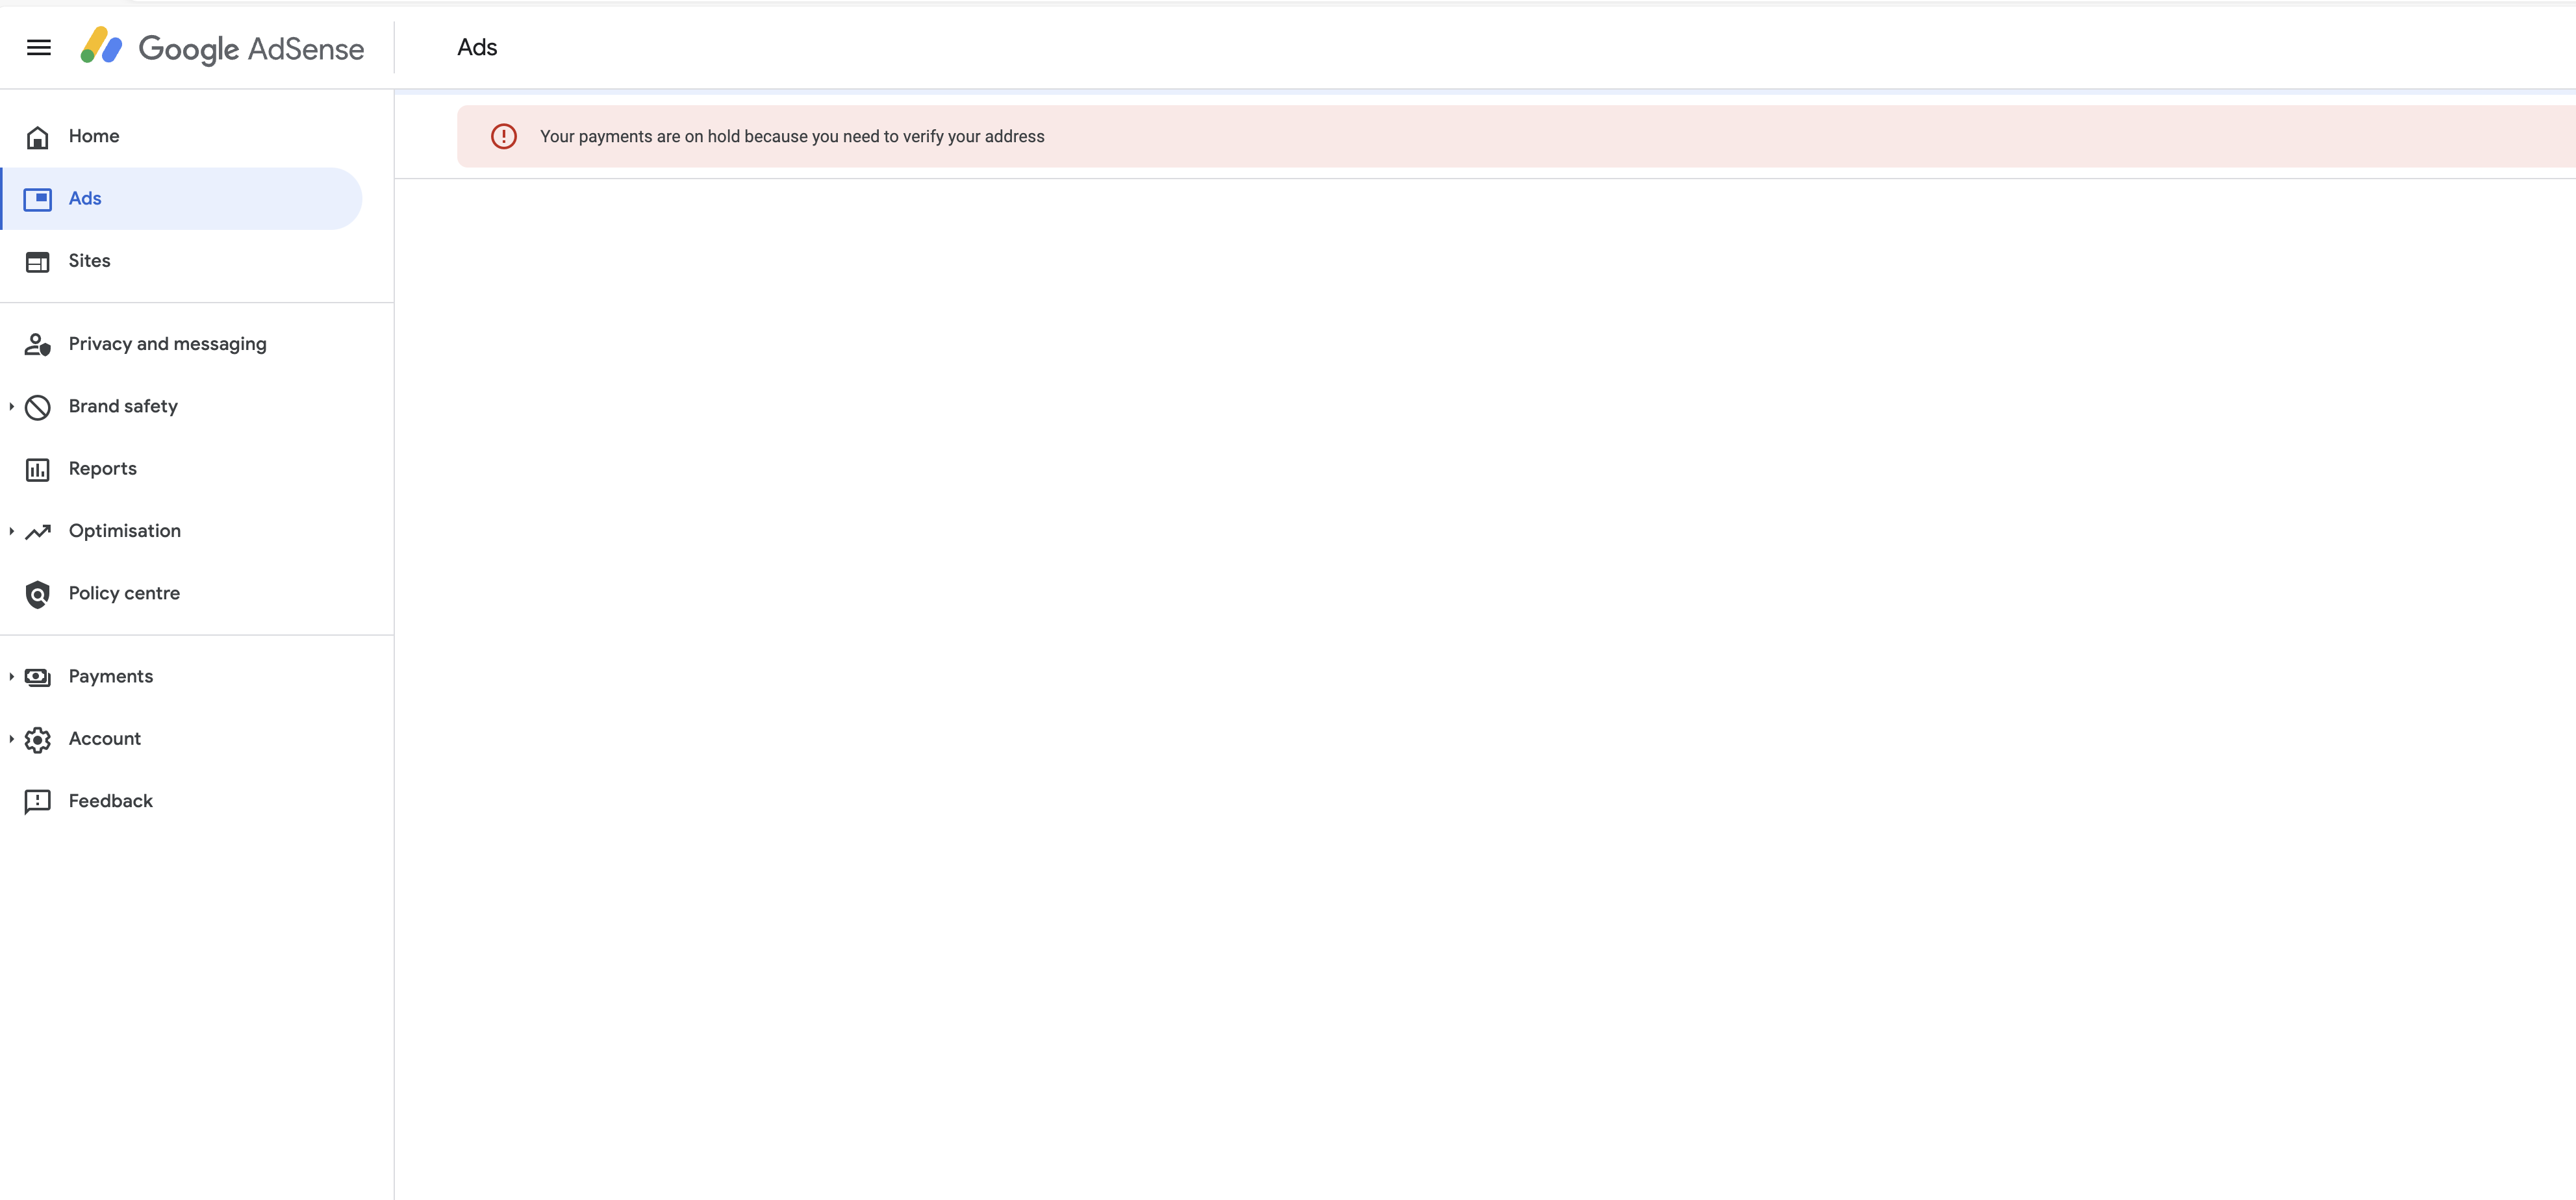 Google AdSense
Ads
Your payments are on hold because you need to verify your address
Home
Ads
Sites
Privacy and messaging
Brand safety
Reports
Optimisation
Policy centre
Payments
Account
Feedback